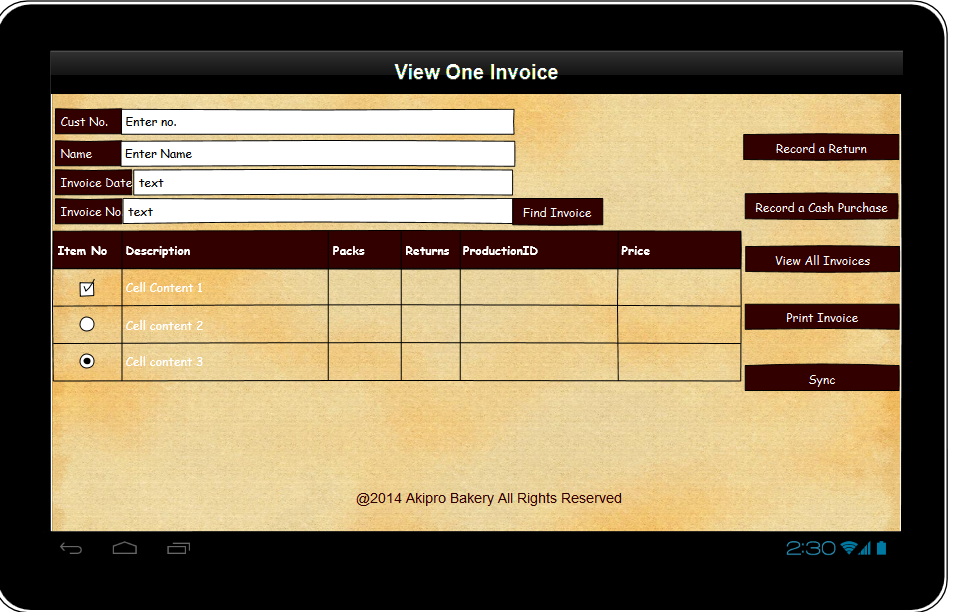 View One Invoice
Cust No. Enter no.
Name Enter Name
Invoice Date text
Invoice No text Find Invoice
Record a Return
Record a Cash Purchase
View All Invoices
Print Invoice
Sync
Item No Description Packs Returns ProductionID Price
Cell Content 1
Cell content 2
Cell content 3
@2014 Akipro Bakery All Rights Reserved
2:30